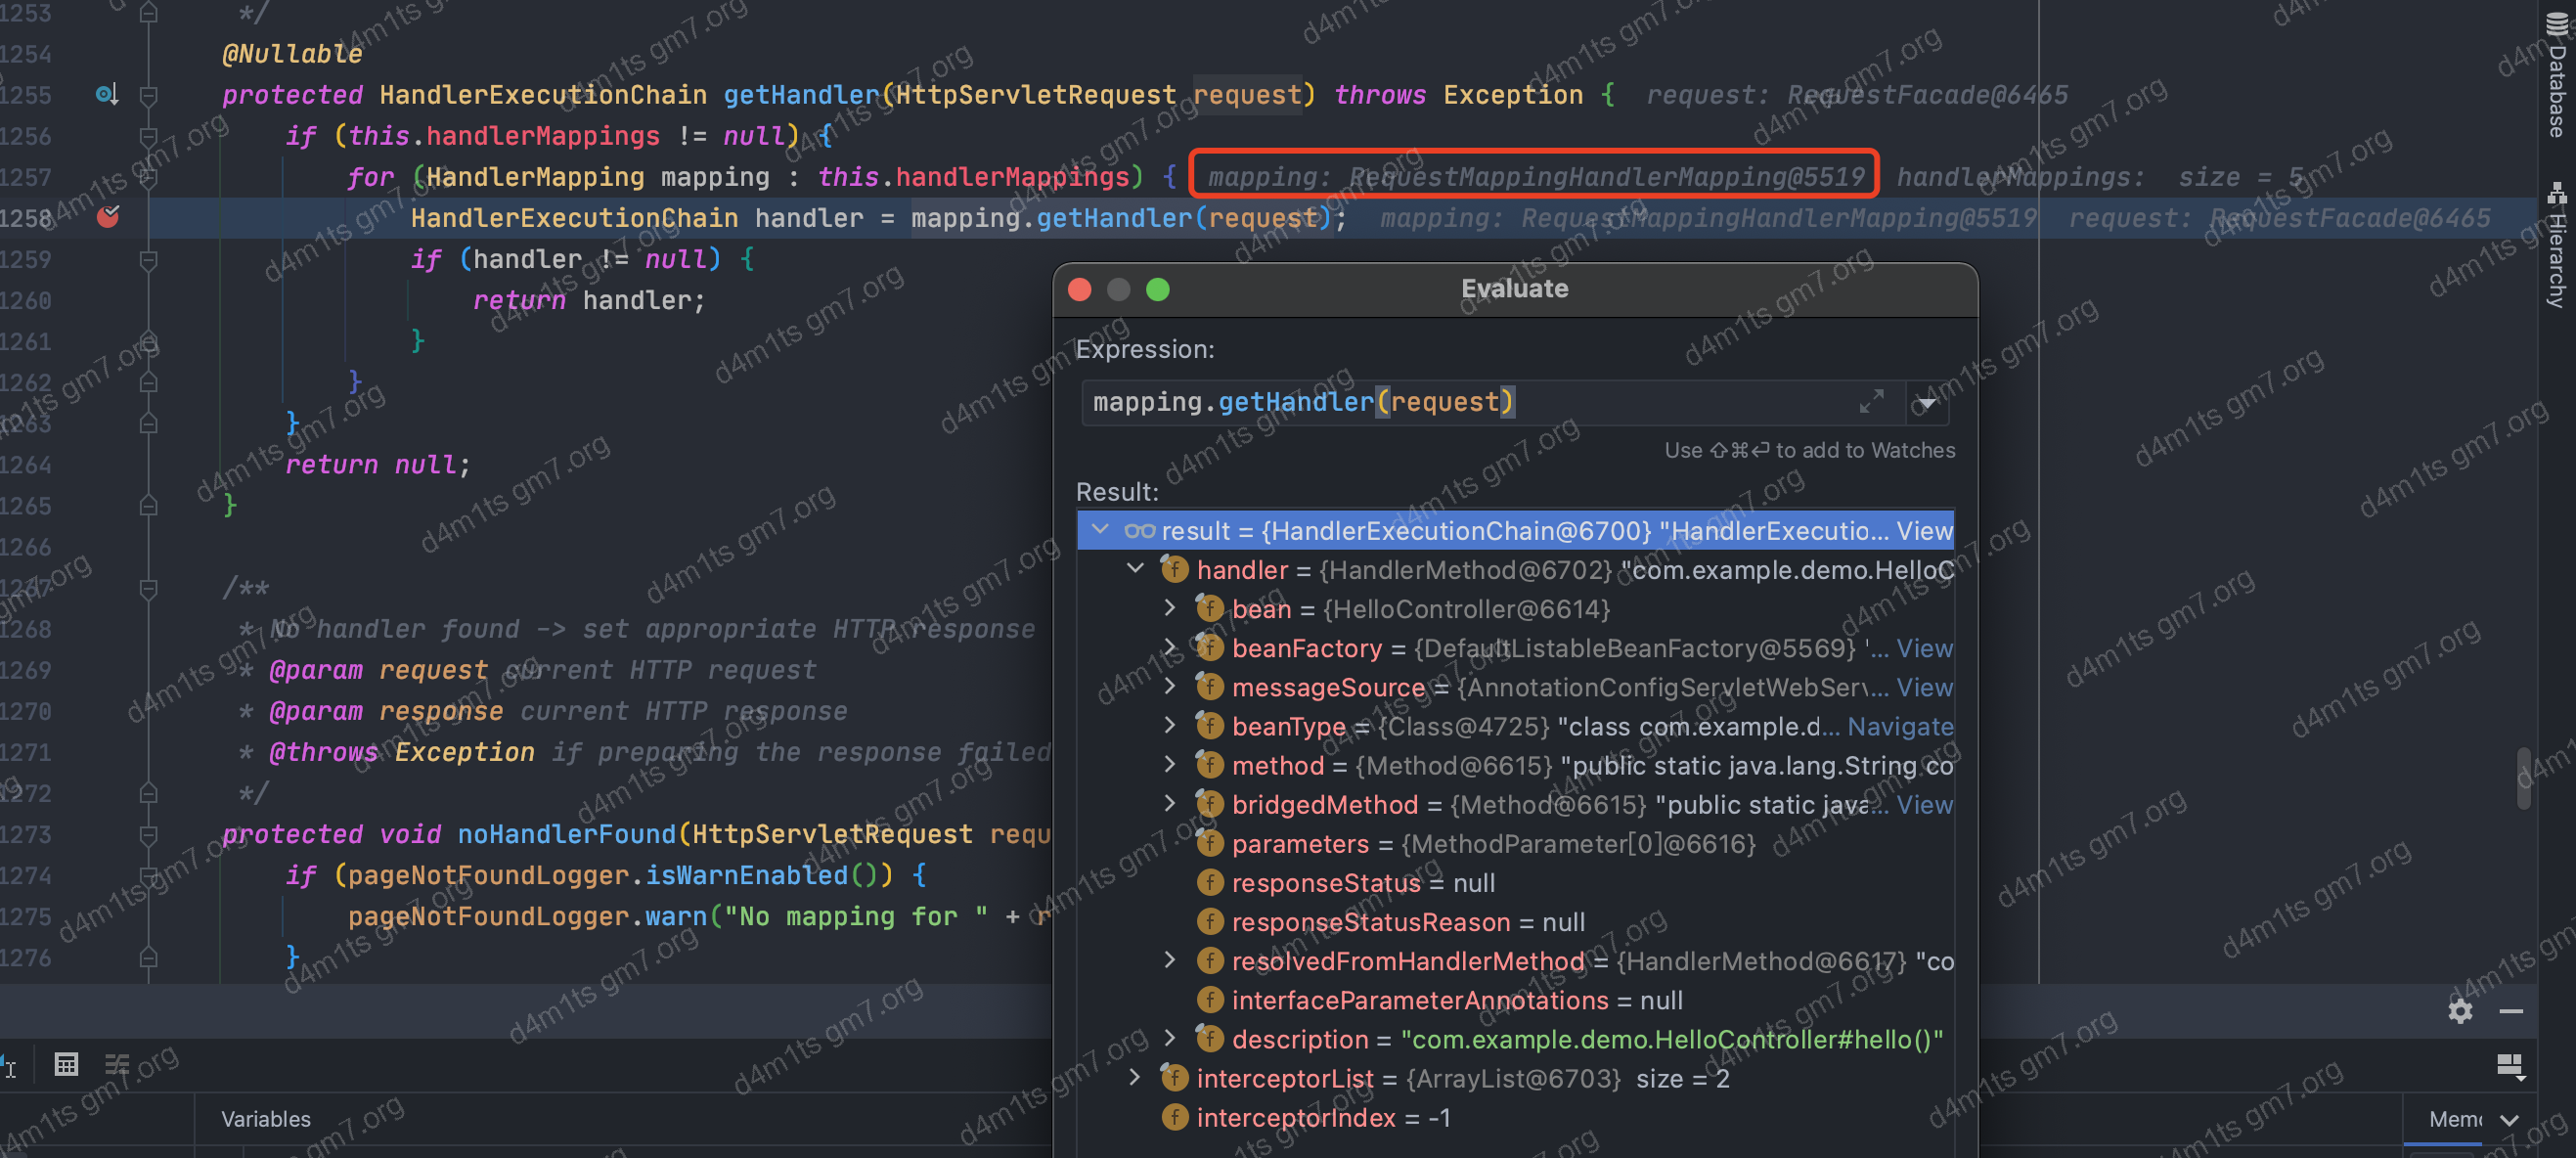 1253 */
1254 @Nullable
1255 protected HandlerExecutionChain getHandler(HttpServletRequest request) throws Exception { request: RequestFacade@6465
1256 if (this.handlerMappings != null) {
1257 for (HandlerMapping mapping : this.handlerMappings) { mapping: RequestMappingHandlerMapping@5519 handlerMappings: size = 5
1258 HandlerExecutionChain handler = mapping.getHandler(request); mapping: RequestMappingHandlerMapping@5519 request: RequestFacade@6465
1259 if (handler != null) {
1260 return handler;
1261 }
1262 }
1263 }
1264 return null;
1265 }
1266
1267 /**
1268 * No handler found -> set appropriate HTTP response
1269 * @param request current HTTP request
1270 * @param response current HTTP response
1271 * @throws Exception if preparing the response failed
1272 */
1273 protected void noHandlerFound(HttpServletRequest requ
1274 if (pageNotFoundLogger.isWarnEnabled()) {
1275 pageNotFoundLogger.warn("No mapping for " + r
1276 }
Evaluate
Expression:
mapping.getHandler(request)
Use ⇧⌘⏎ to add to Watches
Result:
result = {HandlerExecutionChain@6700} "HandlerExecutio... View
handler = {HandlerMethod@6702} "com.example.demo.HelloC
bean = {HelloController@6614}
beanFactory = {DefaultListableBeanFactory@5569} "... View
messageSource = {AnnotationConfigServletWebServ... View
beanType = {Class@4725} "class com.example.d... Navigate
method = {Method@6615} "public static java.lang.String co
bridgedMethod = {Method@6615} "public static java... View
parameters = {MethodParameter[0]@6616}
responseStatus = null
responseStatusReason = null
resolvedFromHandlerMethod = {HandlerMethod@6617} "co
interfaceParameterAnnotations = null
description = "com.example.demo.HelloController#hello()"
interceptorList = {ArrayList@6703} size = 2
interceptorIndex = -1
Variables
Memo
Database
Hierarchy
d4m1ts gm7.org